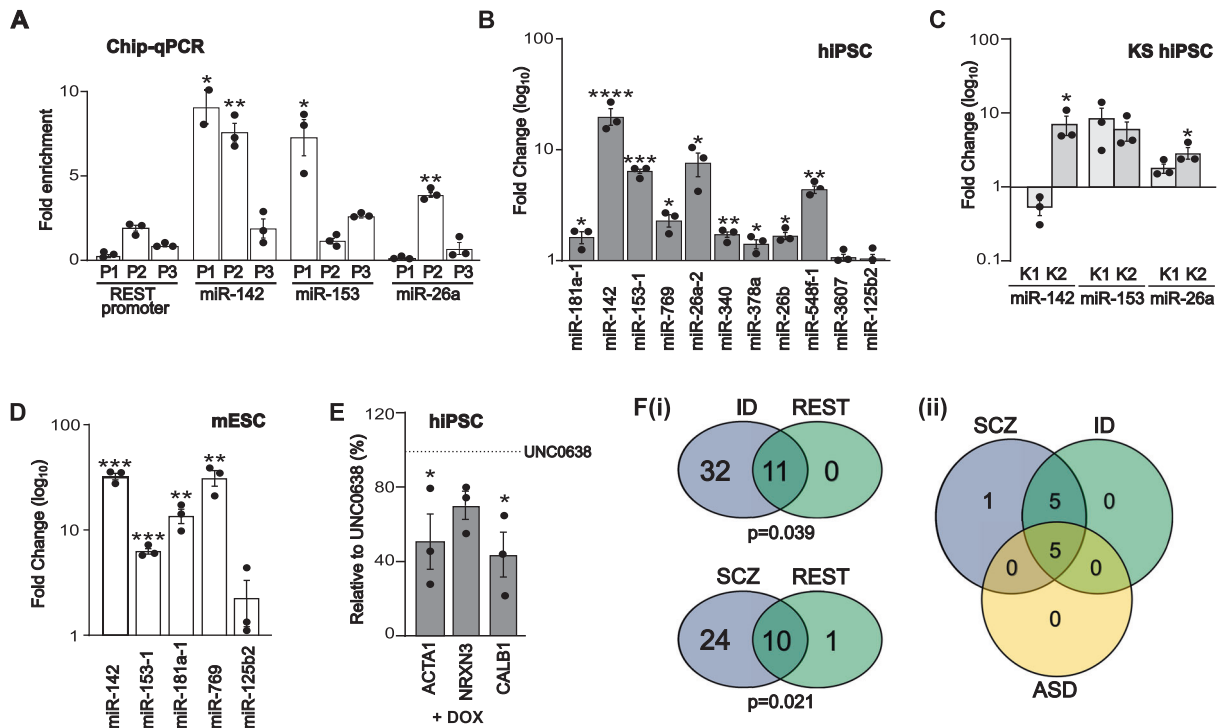 A
Chip-qPCR
Fold enrichment
10
5
0
*
**
*
**
P1 P2 P3 P1 P2 P3 P1 P2 P3 P1 P2 P3
REST promoter
miR-142
miR-153
miR-26a
B
hiPSC
Fold Change (log10)
100
10
1
*
****
***
*
*
**
*
*
**
miR-181a-1
miR-142
miR-153-1
miR-769
miR-26a-2
miR-340
miR-378a
miR-26b
miR-548f-1
miR-3607
miR-125b2
C
KS hiPSC
Fold Change (log10)
100
10
1
0.1
*
*
K1 K2 K1 K2 K1 K2
miR-142 miR-153 miR-26a
D
mESC
Fold Change (log10)
100
10
1
***
***
**
**
miR-142
miR-153-1
miR-181a-1
miR-769
miR-125b2
E
hiPSC
Relative to UNC0638 (%)
120
80
40
0
UNC0638
*
*
ACTA1
NRXN3
CALB1
+ DOX
F(i)
ID REST
32 11 0
p=0.039
SCZ REST
24 10 1
p=0.021
(ii)
SCZ ID
1 5 0
5
0 0
0
ASD